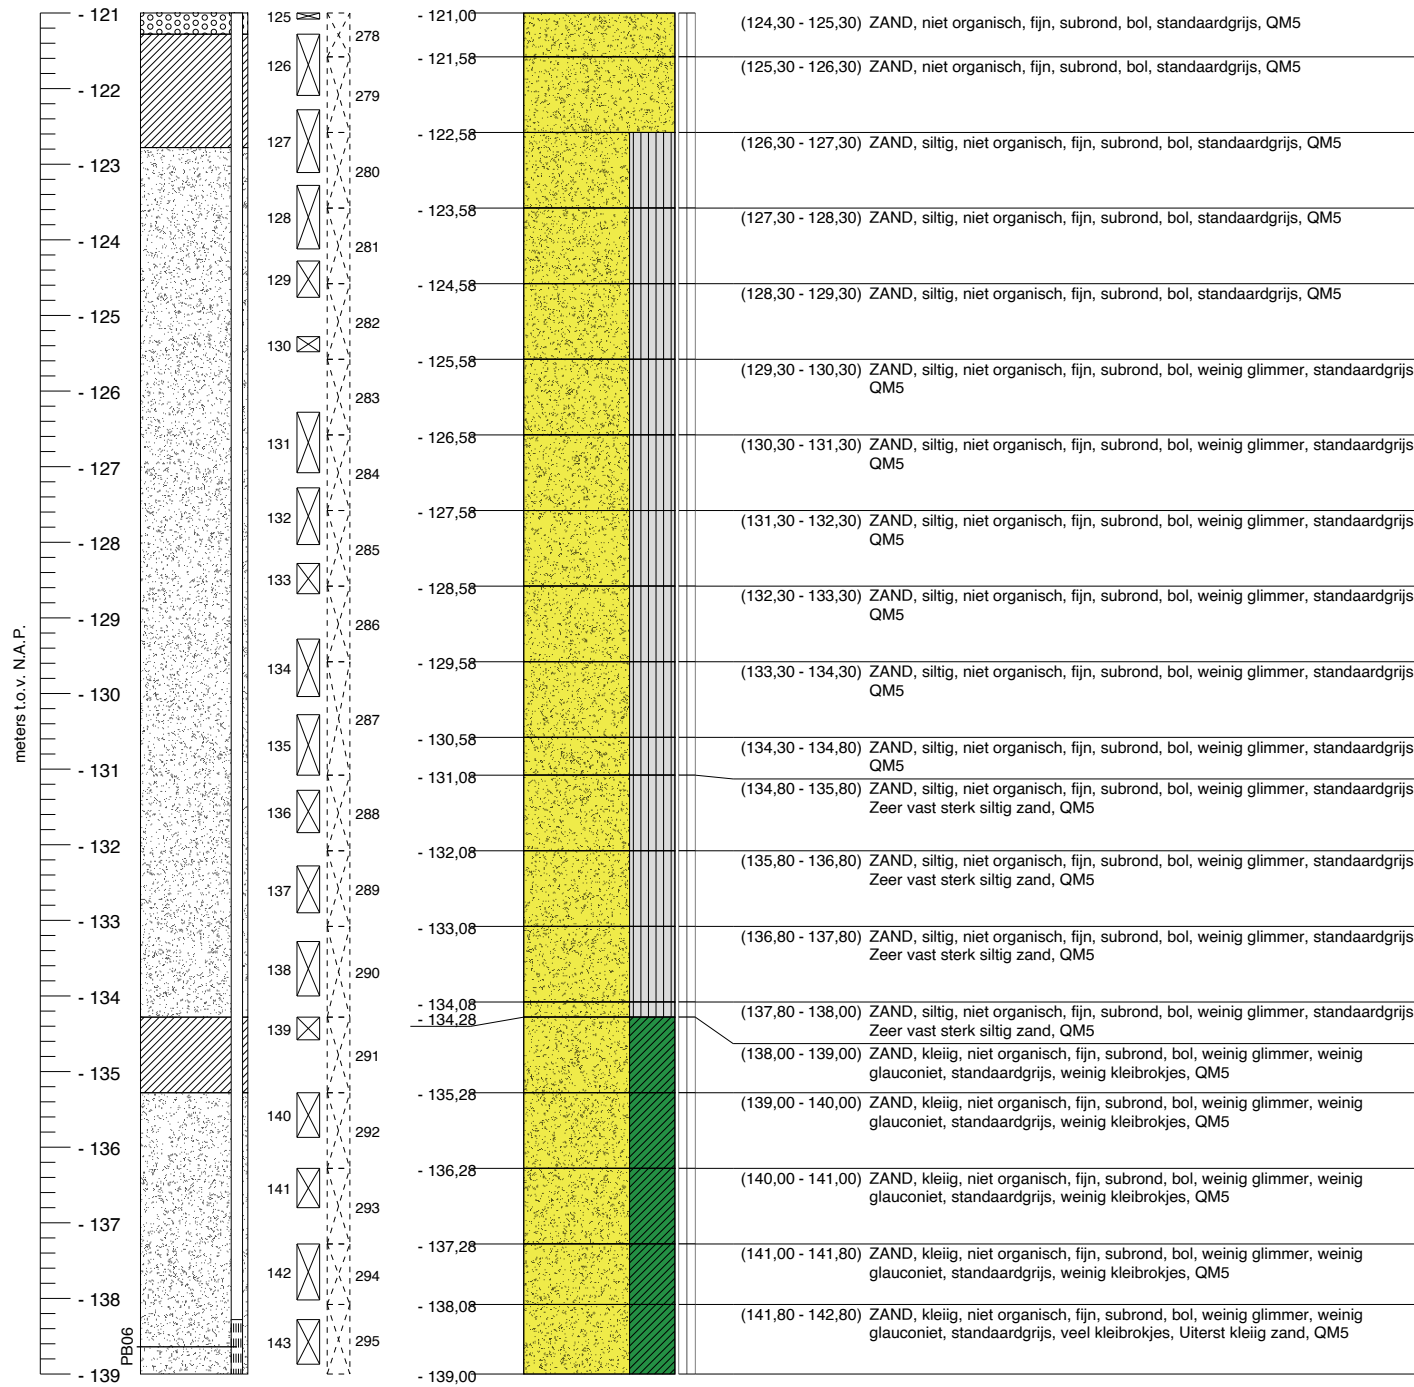 meters t.o.v. N.A.P.
- 121
- 122
- 123
- 124
- 125
- 126
- 127
- 128
- 129
- 130
- 131
- 132
- 133
- 134
- 135
- 136
- 137
- 138
- 139
PB06
125
126
127
128
129
130
131
132
133
134
135
136
137
138
139
140
141
142
143
278
279
280
281
282
283
284
285
286
287
288
289
290
291
292
293
294
295
- 121,00
- 121,58
- 122,58
- 123,58
- 124,58
- 125,58
- 126,58
- 127,58
- 128,58
- 129,58
- 130,58
- 131,08
- 132,08
- 133,08
- 134,08
- 134,28
- 135,28
- 136,28
- 137,28
- 138,08
- 139,00
(124,30 - 125,30) ZAND, niet organisch, fijn, subrond, bol, standaardgrijs, QM5
(125,30 - 126,30) ZAND, niet organisch, fijn, subrond, bol, standaardgrijs, QM5
(126,30 - 127,30) ZAND, siltig, niet organisch, fijn, subrond, bol, standaardgrijs, QM5
(127,30 - 128,30) ZAND, siltig, niet organisch, fijn, subrond, bol, standaardgrijs, QM5
(128,30 - 129,30) ZAND, siltig, niet organisch, fijn, subrond, bol, standaardgrijs, QM5
(129,30 - 130,30) ZAND, siltig, niet organisch, fijn, subrond, bol, weinig glimmer, standaardgrijs
QM5
(130,30 - 131,30) ZAND, siltig, niet organisch, fijn, subrond, bol, weinig glimmer, standaardgrijs
QM5
(131,30 - 132,30) ZAND, siltig, niet organisch, fijn, subrond, bol, weinig glimmer, standaardgrijs
QM5
(132,30 - 133,30) ZAND, siltig, niet organisch, fijn, subrond, bol, weinig glimmer, standaardgrijs
QM5
(133,30 - 134,30) ZAND, siltig, niet organisch, fijn, subrond, bol, weinig glimmer, standaardgrijs
QM5
(134,30 - 134,80) ZAND, siltig, niet organisch, fijn, subrond, bol, weinig glimmer, standaardgrijs
QM5
(134,80 - 135,80) ZAND, siltig, niet organisch, fijn, subrond, bol, weinig glimmer, standaardgrijs
Zeer vast sterk siltig zand, QM5
(135,80 - 136,80) ZAND, siltig, niet organisch, fijn, subrond, bol, weinig glimmer, standaardgrijs
Zeer vast sterk siltig zand, QM5
(136,80 - 137,80) ZAND, siltig, niet organisch, fijn, subrond, bol, weinig glimmer, standaardgrijs
Zeer vast sterk siltig zand, QM5
(137,80 - 138,00) ZAND, siltig, niet organisch, fijn, subrond, bol, weinig glimmer, standaardgrijs
Zeer vast sterk siltig zand, QM5
(138,00 - 139,00) ZAND, kleiig, niet organisch, fijn, subrond, bol, weinig glimmer, weinig
glauconiet, standaardgrijs, weinig kleibrokjes, QM5
(139,00 - 140,00) ZAND, kleiig, niet organisch, fijn, subrond, bol, weinig glimmer, weinig
glauconiet, standaardgrijs, weinig kleibrokjes, QM5
(140,00 - 141,00) ZAND, kleiig, niet organisch, fijn, subrond, bol, weinig glimmer, weinig
glauconiet, standaardgrijs, weinig kleibrokjes, QM5
(141,00 - 141,80) ZAND, kleiig, niet organisch, fijn, subrond, bol, weinig glimmer, weinig
glauconiet, standaardgrijs, weinig kleibrokjes, QM5
(141,80 - 142,80) ZAND, kleiig, niet organisch, fijn, subrond, bol, weinig glimmer, weinig
glauconiet, standaardgrijs, veel kleibrokjes, Uiterst kleiig zand, QM5